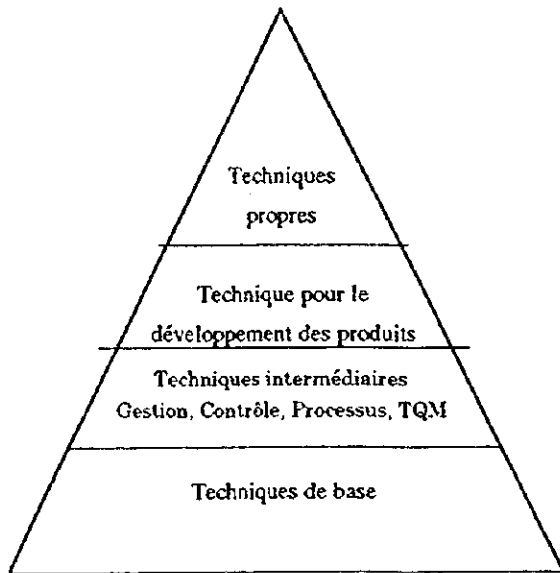 Techniques
propres
Technique pour le
développement des produits
Techniques intermédiaires
Gestion, Contrôle, Processus, TQM
Techniques de base